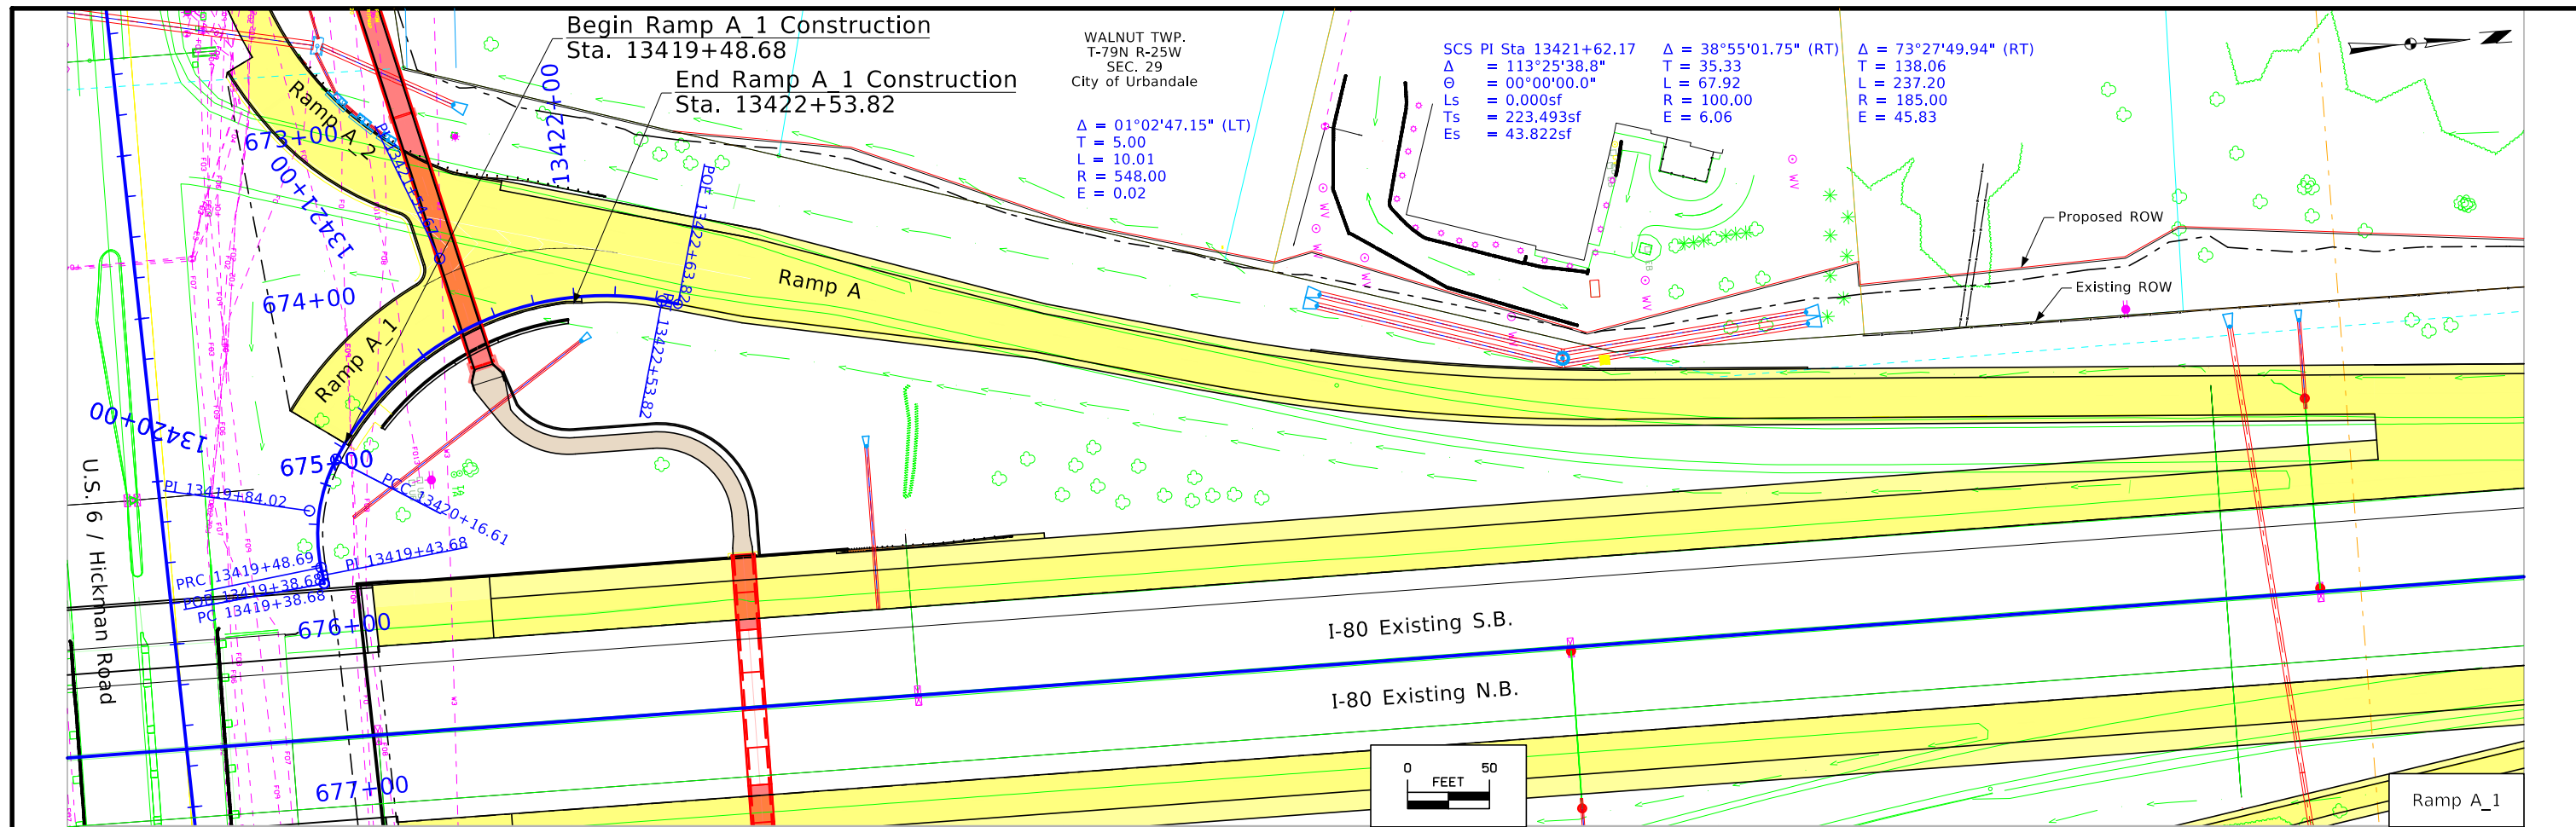 Begin Ramp A_1 Construction
Sta. 13419+48.68
End Ramp A_1 Construction
Sta. 13422+53.82
WALNUT TWP.
T-79N R-25W
SEC. 29
City of Urbandale
Δ = 01°02'47.15" (LT)
T = 5.00
L = 10.01
R = 548.00
E = 0.02
SCS PI Sta 13421+62.17
Δ = 113°25'38.8"
Θ = 00°00'00.0"
Ls = 0.000sf
Ts = 223.493sf
Es = 43.822sf
Δ = 38°55'01.75" (RT)
T = 35.33
L = 67.92
R = 100.00
E = 6.06
Δ = 73°27'49.94" (RT)
T = 138.06
L = 237.20
R = 185.00
E = 45.83
Ramp A_2
673+00
13421+00
13422+00
POE 13422+63.82
13422+53.82
Ramp A
674+00
Ramp A_1
13420+00
675+00
PI 13419+84.02
PCC 13420+16.61
PRC 13419+48.69
PI 13419+43.68
POB 13419+38.68
PC 13419+38.68
U.S. 6 / Hickman Road
676+00
677+00
WV
WV
WV
WV
WV
WV
Proposed ROW
Existing ROW
I-80 Existing S.B.
I-80 Existing N.B.
0 50
FEET
Ramp A_1